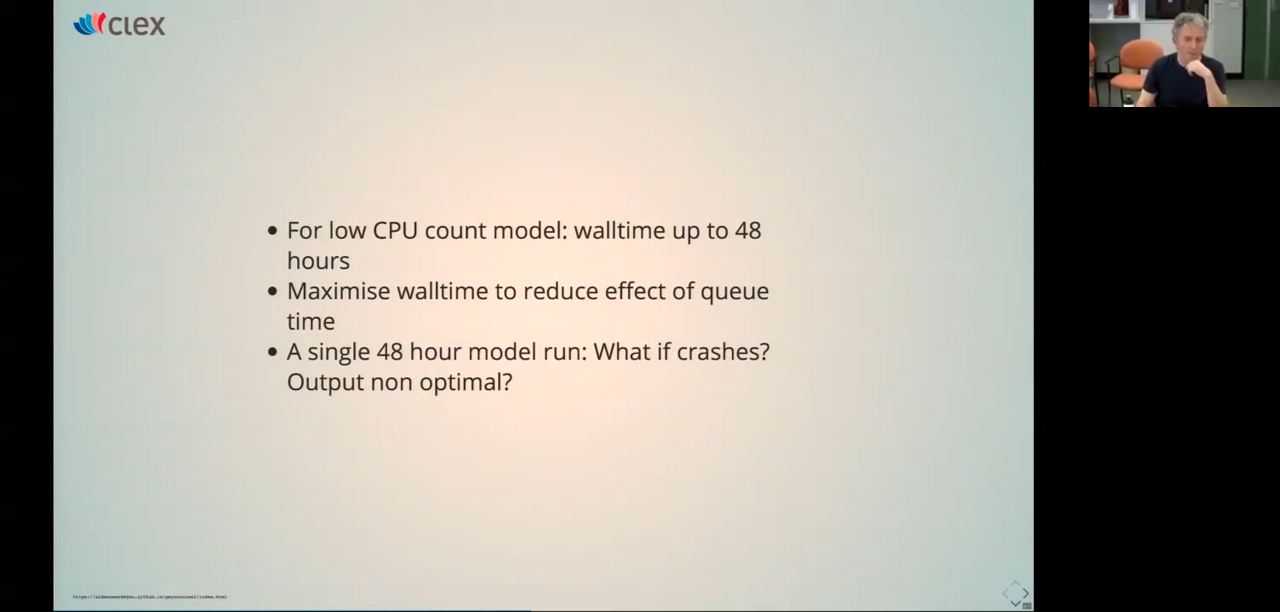 clex
For low CPU count model: walltime up to 48
hours
Maximise walltime to reduce effect of queue
time
A single 48 hour model run: What if crashes?
Output non optimal?